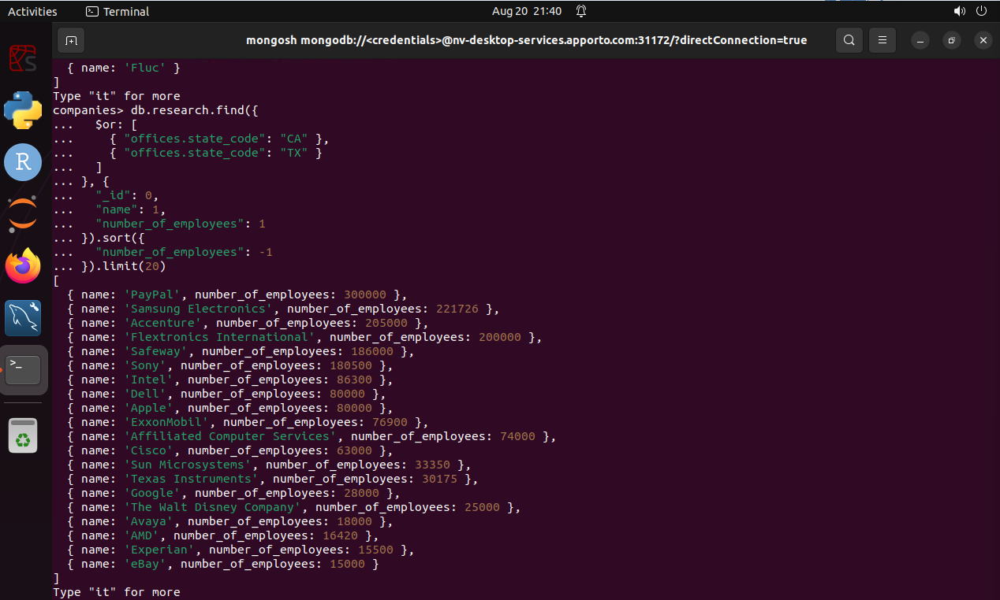 Activities Terminal Aug 20 21:40
mongosh mongodb://<credentials>@nv-desktop-services.apporto.com:31172/?directConnection=true
  { name: 'Fluc' }
]
Type "it" for more
companies> db.research.find({
...   $or: [
...     { "offices.state_code": "CA" },
...     { "offices.state_code": "TX" }
...   ]
... }, {
...   "_id": 0,
...   "name": 1,
...   "number_of_employees": 1
... }).sort({
...   "number_of_employees": -1
... }).limit(20)
[
  { name: 'PayPal', number_of_employees: 300000 },
  { name: 'Samsung Electronics', number_of_employees: 221726 },
  { name: 'Accenture', number_of_employees: 205000 },
  { name: 'Flextronics International', number_of_employees: 200000 },
  { name: 'Safeway', number_of_employees: 186000 },
  { name: 'Sony', number_of_employees: 180500 },
  { name: 'Intel', number_of_employees: 86300 },
  { name: 'Dell', number_of_employees: 80000 },
  { name: 'Apple', number_of_employees: 80000 },
  { name: 'ExxonMobil', number_of_employees: 76900 },
  { name: 'Affiliated Computer Services', number_of_employees: 74000 },
  { name: 'Cisco', number_of_employees: 63000 },
  { name: 'Sun Microsystems', number_of_employees: 33350 },
  { name: 'Texas Instruments', number_of_employees: 30175 },
  { name: 'Google', number_of_employees: 28000 },
  { name: 'The Walt Disney Company', number_of_employees: 25000 },
  { name: 'Avaya', number_of_employees: 18000 },
  { name: 'AMD', number_of_employees: 16420 },
  { name: 'Experian', number_of_employees: 15500 },
  { name: 'eBay', number_of_employees: 15000 }
]
Type "it" for more
S
R
>_